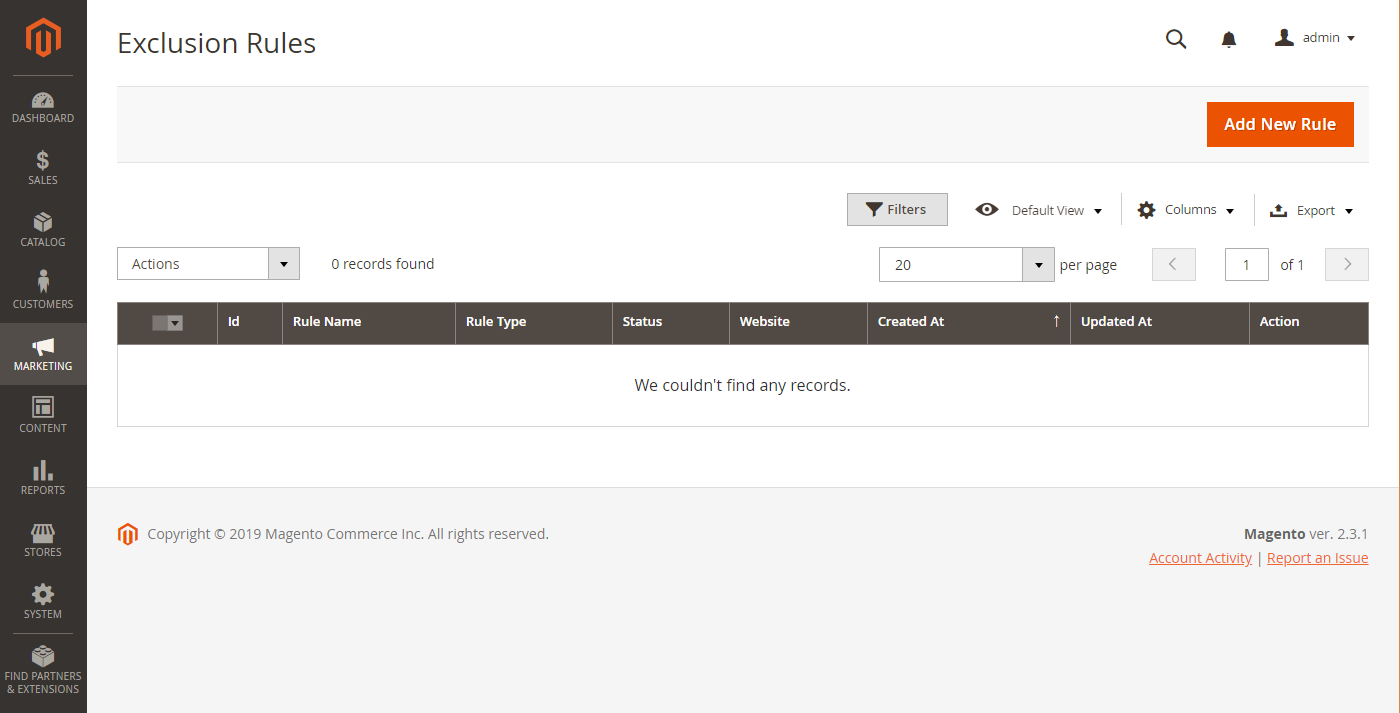 Exclusion Rules
admin
DASHBOARD
SALES
CATALOG
CUSTOMERS
MARKETING
CONTENT
REPORTS
STORES
SYSTEM
FIND PARTNERS
& EXTENSIONS
Add New Rule
Filters Default View Columns Export
Actions 0 records found 20 per page 1 of 1
Id Rule Name Rule Type Status Website Created At ↑ Updated At Action
We couldn't find any records.
Copyright © 2019 Magento Commerce Inc. All rights reserved.
Magento ver. 2.3.1
Account Activity | Report an Issue